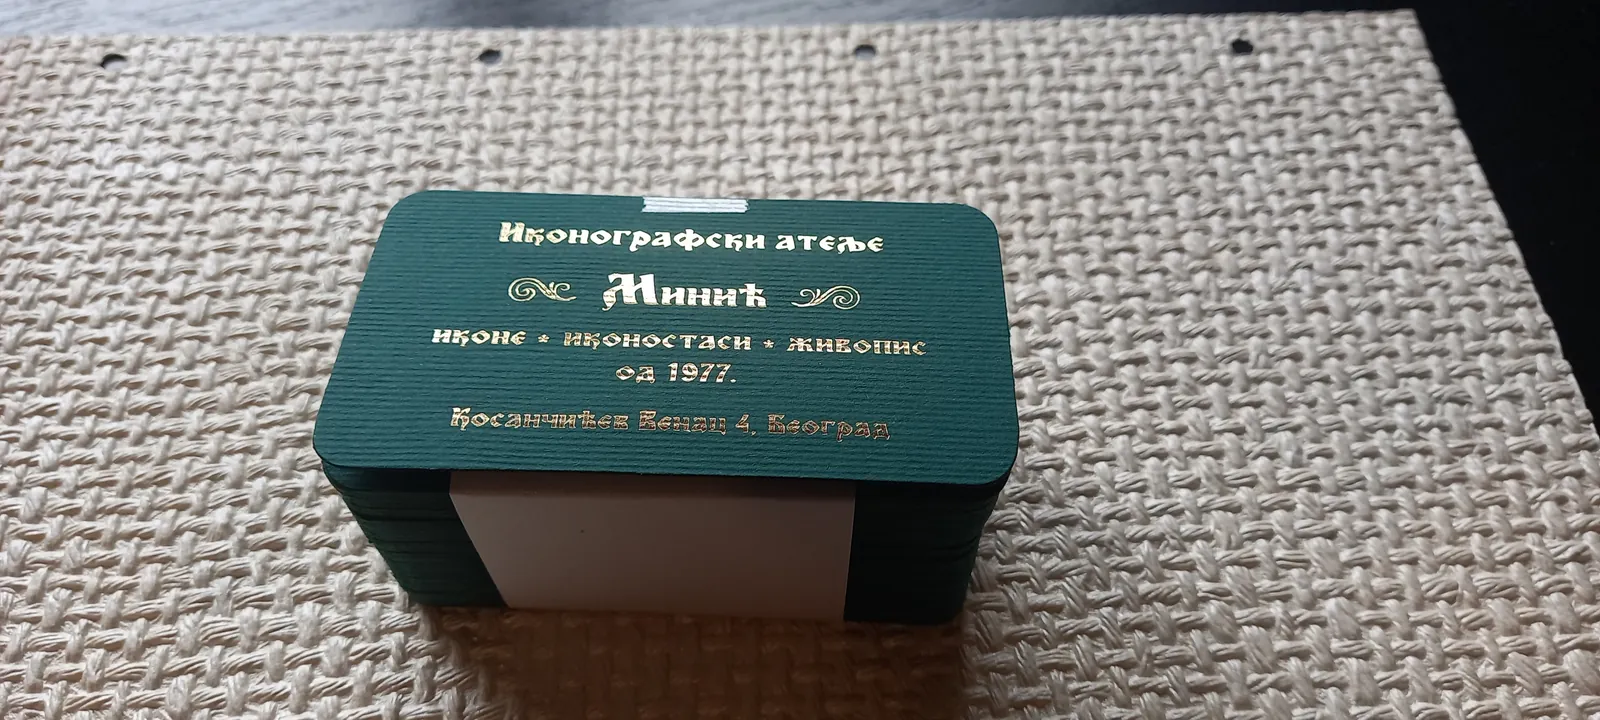 Иконографски атеље
Минић
иконе * иконостаси * живопис
од 1977.
Косанчићев Венац 4, Београд